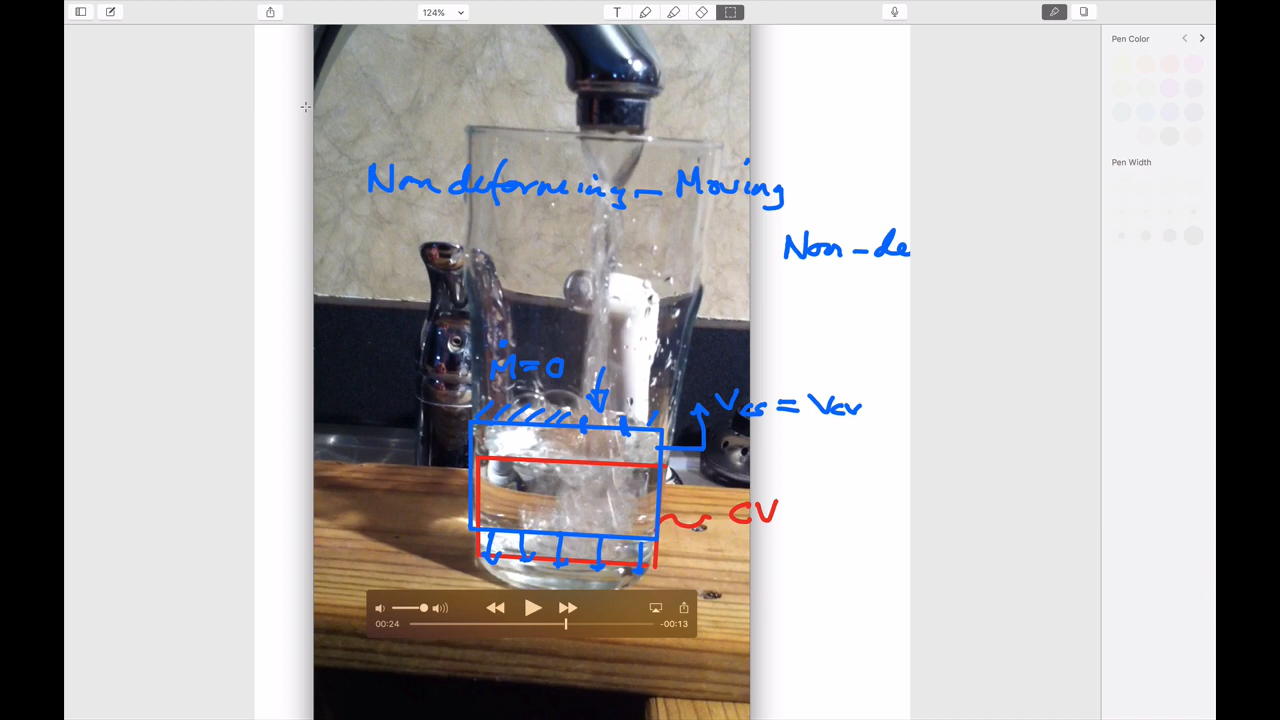 124%
T
Pen Color
Pen Width
Non deforming - Moving
Non-de
Ṁ=0
Vcs = Vcv
CV
00:24
-00:13